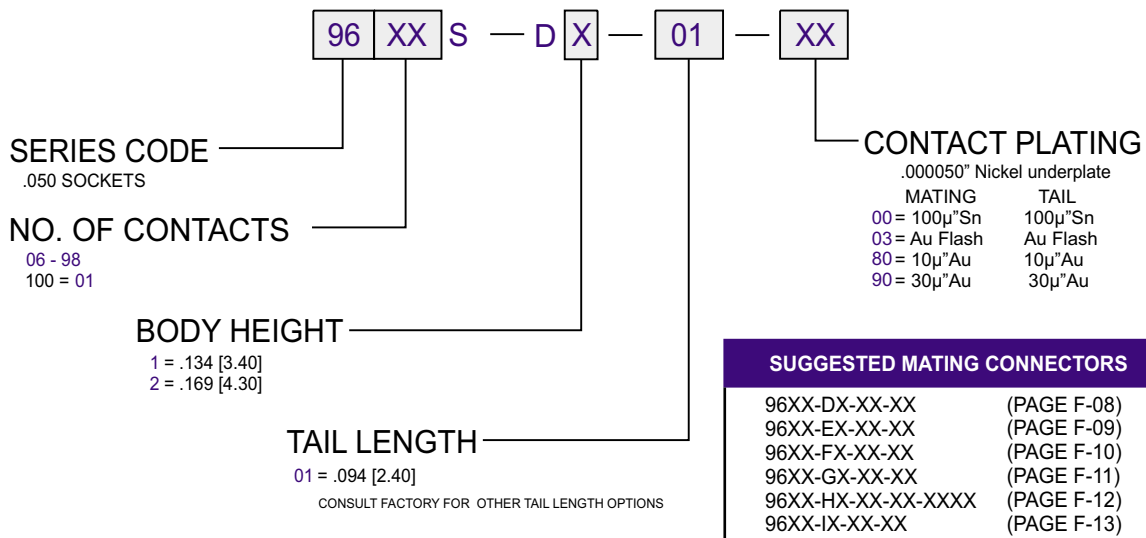 96 XX S — D X — 01 — XX
SERIES CODE
.050 SOCKETS
NO. OF CONTACTS
06 - 98
100 = 01
BODY HEIGHT
1 = .134 [3.40]
2 = .169 [4.30]
TAIL LENGTH
01 = .094 [2.40]
CONSULT FACTORY FOR OTHER TAIL LENGTH OPTIONS
CONTACT PLATING
.000050” Nickel underplate
MATING TAIL
00 = 100µ”Sn 100µ”Sn
03 = Au Flash Au Flash
80 = 10µ”Au 10µ”Au
90 = 30µ”Au 30µ”Au
SUGGESTED MATING CONNECTORS
96XX-DX-XX-XX (PAGE F-08)
96XX-EX-XX-XX (PAGE F-09)
96XX-FX-XX-XX (PAGE F-10)
96XX-GX-XX-XX (PAGE F-11)
96XX-HX-XX-XX-XXXX (PAGE F-12)
96XX-IX-XX-XX (PAGE F-13)